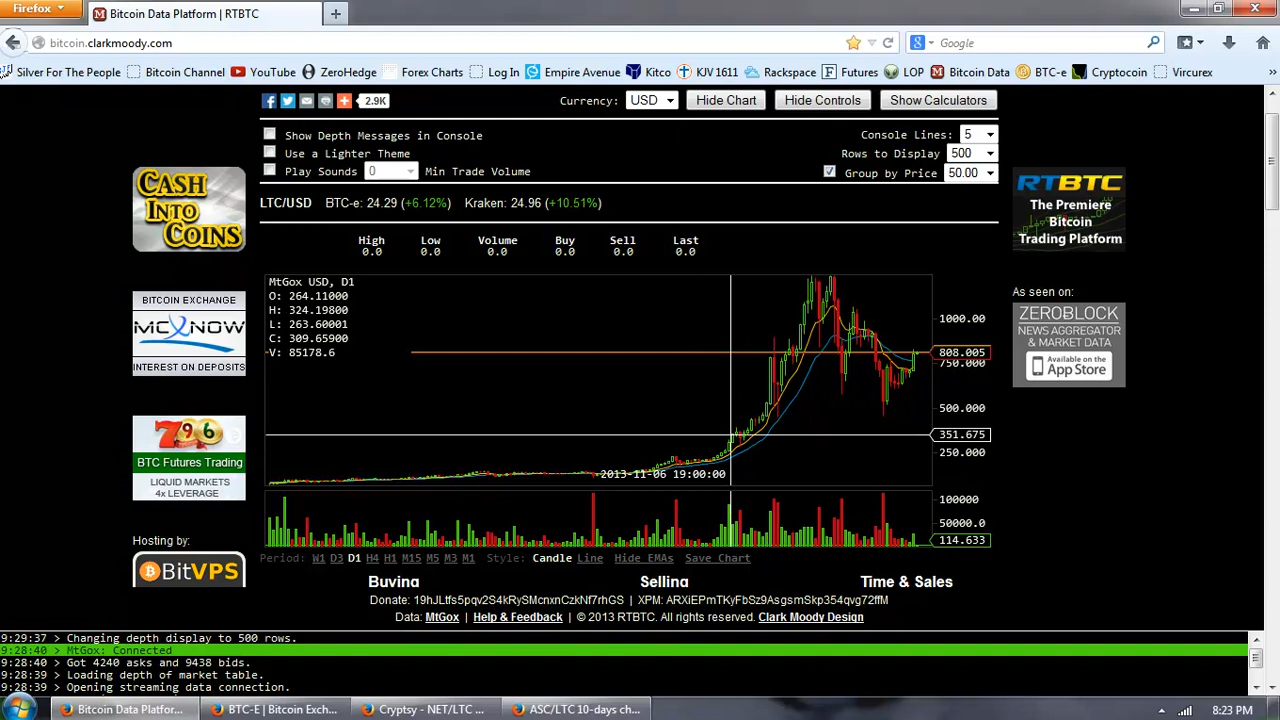 Firefox
Bitcoin Data Platform | RTBTC
bitcoin.clarkmoody.com
Google
Silver For The People
Bitcoin Channel
YouTube
ZeroHedge
Forex Charts
Log In
Empire Avenue
Kitco
KJV 1611
Rackspace
Futures
LOP
Bitcoin Data
BTC-e
Cryptocoin
Vircurex
2.9K
Currency: USD
Hide Chart
Hide Controls
Show Calculators
Show Depth Messages in Console
Console Lines: 5
Use a Lighter Theme
Rows to Display 500
Play Sounds 0 Min Trade Volume
Group by Price 50.00
LTC/USD BTC-e: 24.29 (+6.12%) Kraken: 24.96 (+10.51%)
High Low Volume Buy Sell Last
0.0 0.0 0.0 0.0 0.0 0.0
MtGox USD, D1
O: 264.11000
H: 324.19800
L: 263.60001
C: 309.65900
V: 85178.6
1000.00
808.005
750.000
500.000
351.675
250.000
2013-11-06 19:00:00
100000
50000.0
114.633
Period: W1 D3 D1 H4 H1 M15 M5 M3 M1 Style: Candle Line Hide EMAs Save Chart
Buying Selling Time & Sales
Donate: 19hJLtfs5pqv2S4kRySMcnxnCzkNf7rhGS | XPM: ARXiEPmTKyFbSz9AsgsmSkp354qvg72ffM
Data: MtGox | Help & Feedback | © 2013 RTBTC. All rights reserved. Clark Moody Design
CASH
INTO
COINS
BITCOIN EXCHANGE
MCXNOW
INTEREST ON DEPOSITS
796
BTC Futures Trading
LIQUID MARKETS
4x LEVERAGE
Hosting by:
BitVPS
RTBTC
The Premiere
Bitcoin
Trading Platform
As seen on:
ZEROBLOCK
NEWS AGGREGATOR
& MARKET DATA
Available on the
App Store
9:29:37 > Changing depth display to 500 rows.
9:28:40 > MtGox: Connected
9:28:40 > Got 4240 asks and 9438 bids.
9:28:39 > Loading depth of market table.
9:28:39 > Opening streaming data connection.
Bitcoin Data Platfor...
BTC-E | Bitcoin Exch...
Cryptsy - NET/LTC ...
ASC/LTC 10-days ch...
8:23 PM